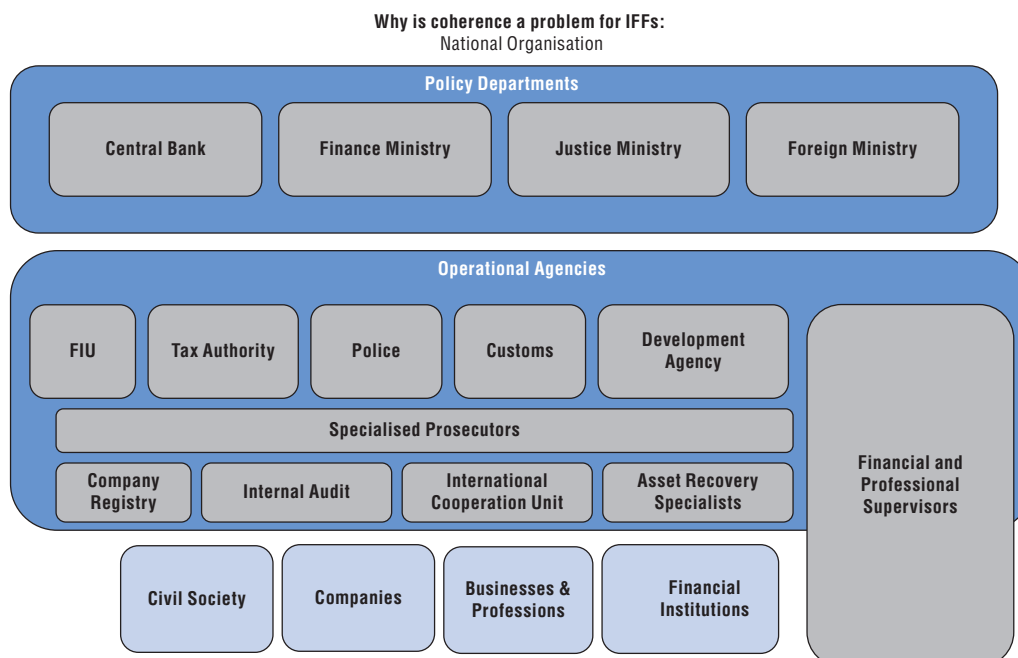 Why is coherence a problem for IFFs:
National Organisation
Policy Departments
Central Bank
Finance Ministry
Justice Ministry
Foreign Ministry
Operational Agencies
FIU
Tax Authority
Police
Customs
Development
Agency
Specialised Prosecutors
Company
Registry
Internal Audit
International
Cooperation Unit
Asset Recovery
Specialists
Financial and
Professional
Supervisors
Civil Society
Companies
Businesses &
Professions
Financial
Institutions